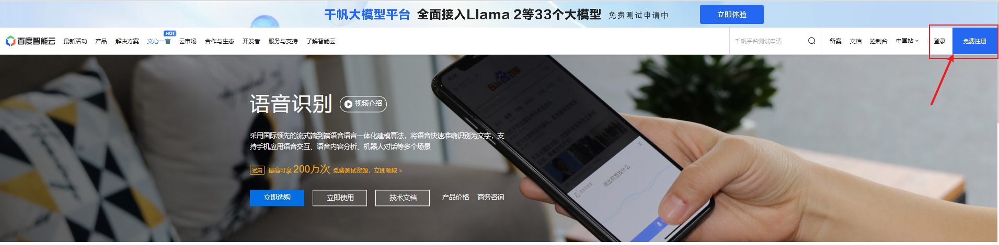 千帆大模型平台 全面接入Llama 2等33个大模型 免费测试申请中 立即体验
HOT
百度智能云 最新活动 产品 解决方案 文心一言 云市场 合作与生态 开发者 服务与支持 了解智能云 千帆平台测试申请 备案 文档 控制台 中国站 登录 免费注册
Bai 百度
语音识别 视频介绍
采用国际领先的流式端到端语音语言一体化建模算法，将语音快速准确识别为文字，支
持手机应用语音交互、语音内容分析、机器人对话等多个场景
试用 最高可享 200万次 免费测试资源，立即领取 >
说出你想找什么
立即选购 立即使用 技术文档 产品价格 商务咨询